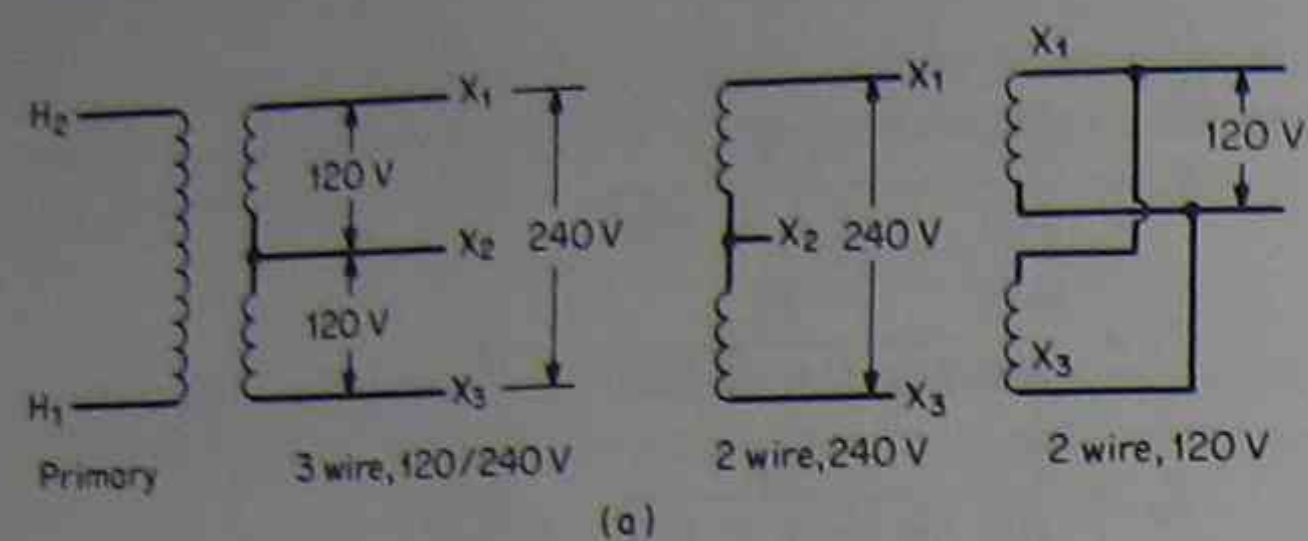 H₂
H₁
Primary
120 V
120 V
X₁
X₂
X₃
240 V
3 wire, 120/240 V
X₁
X₂
240 V
X₃
2 wire, 240 V
X₁
120 V
X₃
2 wire, 120 V
(a)